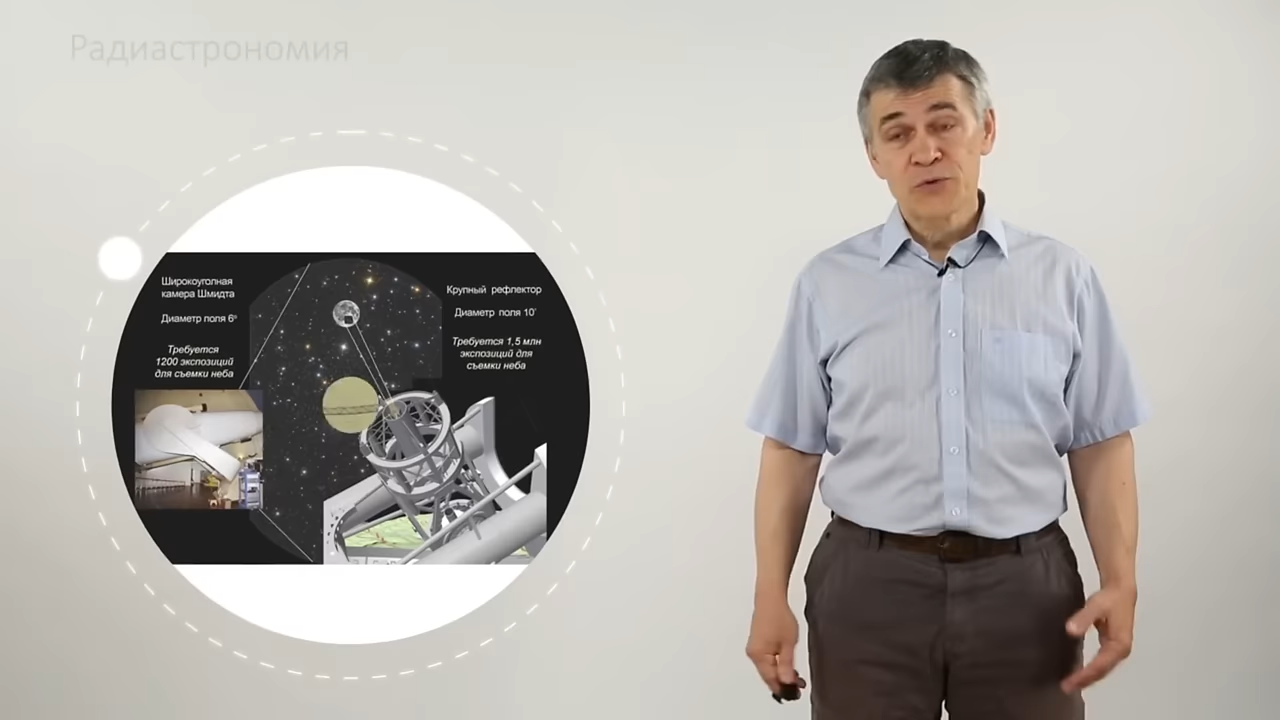 Радиастрономия
Широкоуголная
камера Шмидта
Диаметр поля 6°
Требуется
1200 экспозиций
для съемки неба
Крупный рефлектор
Диаметр поля 10′
Требуется 1,5 млн
экспозиций для
съемки неба